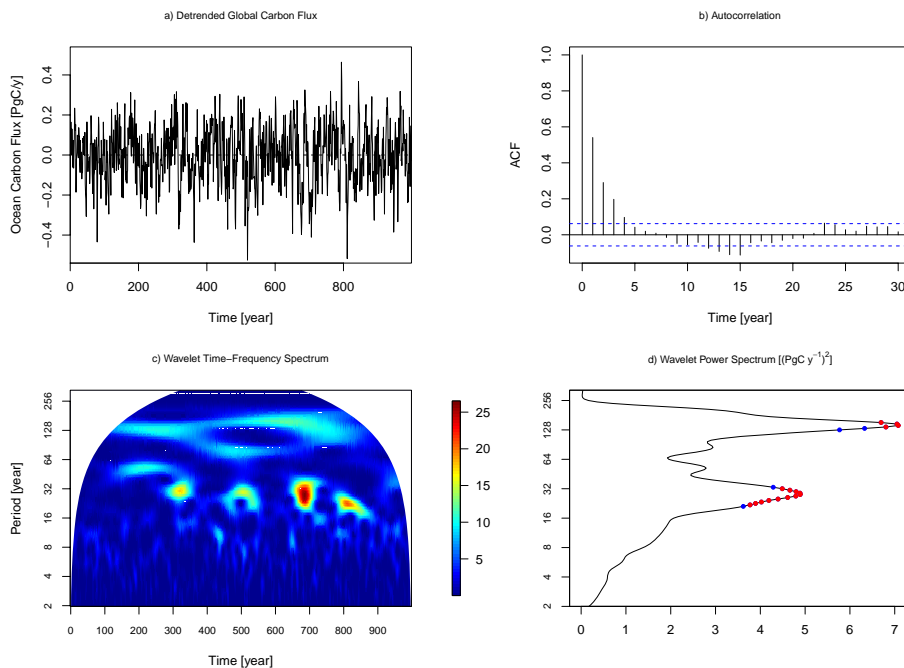 a) Detrended Global Carbon Flux
Ocean Carbon Flux [PgC/y]
0.4
0.2
0.0
−0.2
−0.4
0 200 400 600 800
Time [year]
b) Autocorrelation
ACF
1.0
0.8
0.6
0.4
0.2
0.0
0 5 10 15 20 25 30
Time [year]
c) Wavelet Time−Frequency Spectrum
Period [year]
256
128
64
32
16
8
4
2
0 100 200 300 400 500 600 700 800 900
Time [year]
25
20
15
10
5
d) Wavelet Power Spectrum [(PgC y⁻¹)²]
256
128
64
32
16
8
4
2
0 1 2 3 4 5 6 7